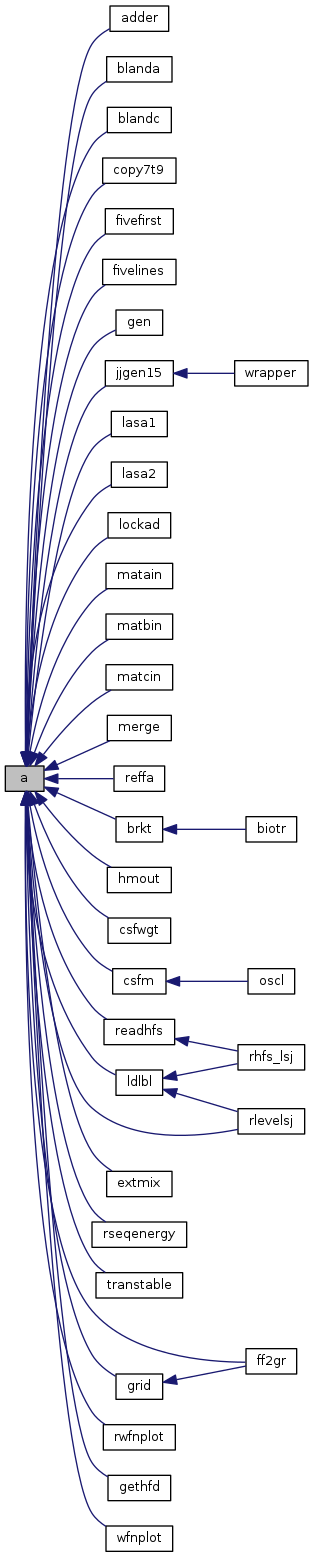 adder
blanda
blandc
copy7t9
fivefirst
fivelines
gen
jjgen15
wrapper
lasa1
lasa2
lockad
matain
matbin
matcin
merge
a
reffa
brkt
biotr
hmout
csfwgt
csfm
oscl
readhfs
rhfs_lsj
ldlbl
rlevelsj
extmix
rseqenergy
transtable
ff2gr
grid
rwfnplot
gethfd
wfnplot